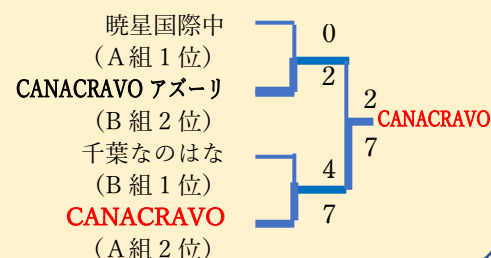 暁星国際中
（A組１位）
CANACRAVO アズーリ
（B 組２位）
千葉なのはな
（B 組１位）
CANACRAVO
（A組２位）
0
2
4
7
2
7
CANACRAVO